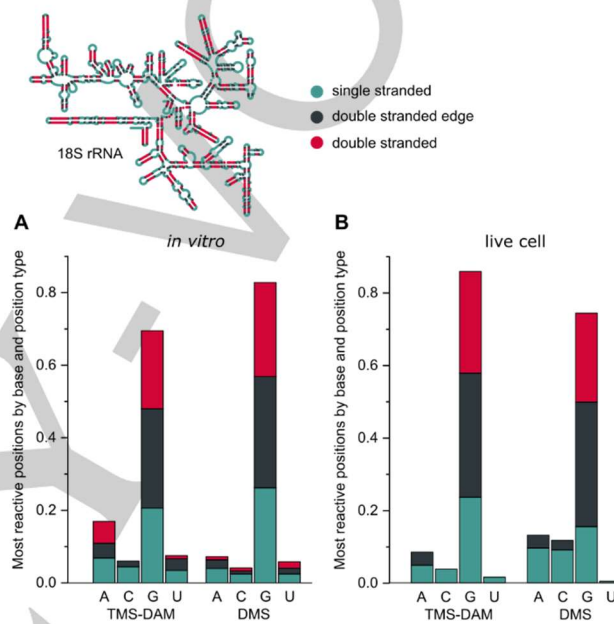 single stranded
double stranded edge
18S rRNA
double stranded
A
in vitro
B
live cell
Most reactive positions by base and position type
0.8
0.6
0.4
0.2
0.0
A C G U A C G U
TMS-DAM DMS
Most reactive positions by base and position type
0.8
0.6
0.4
0.2
0.0
A C G U A C G U
TMS-DAM DMS